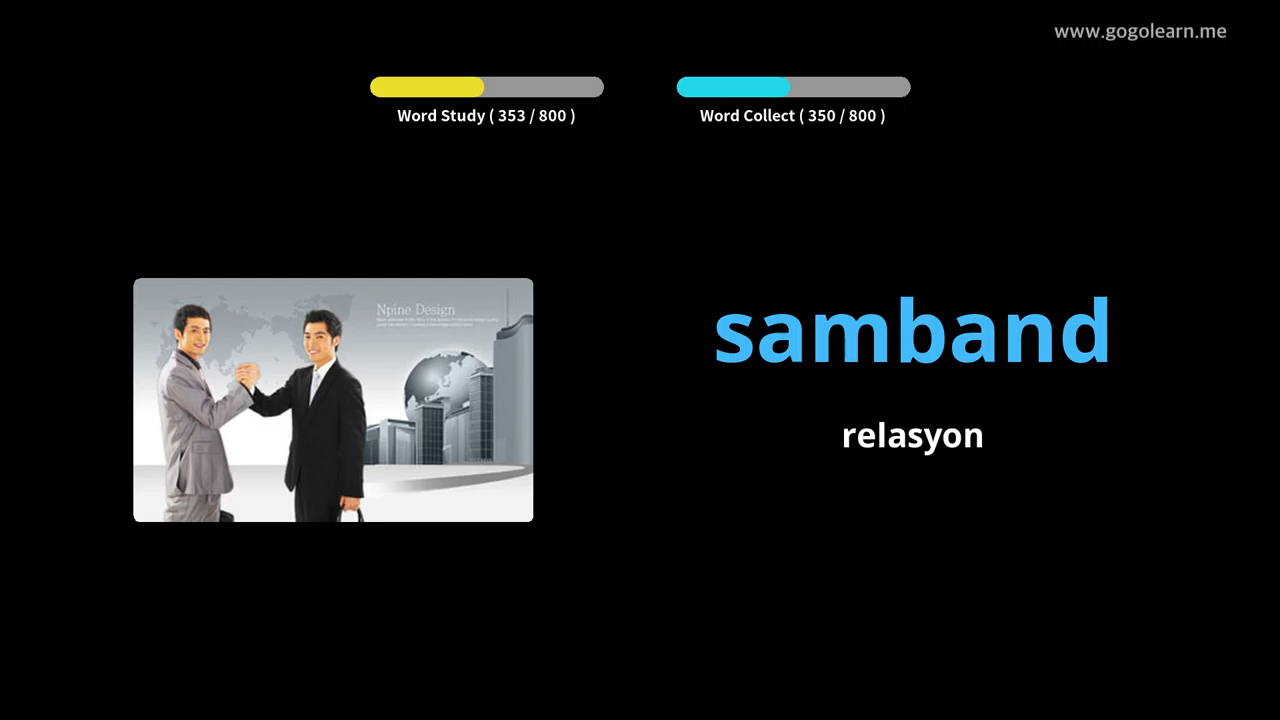 www.gogolearn.me
Word Study ( 353 / 800 )
Word Collect ( 350 / 800 )
Npine Design
samband
relasyon